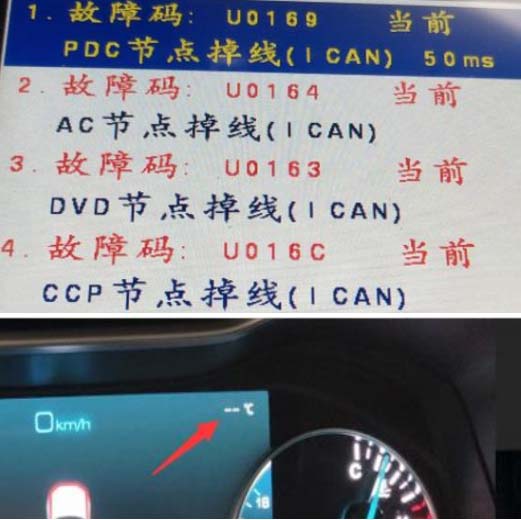 1. 故障码: U0169 当前
PDC节点掉线(I CAN) 50ms
2. 故障码: U0164 当前
AC节点掉线(I CAN)
3. 故障码: U0163 当前
DVD节点掉线(I CAN)
4. 故障码: U016C 当前
CCP节点掉线(I CAN)
0 km/h
--℃
C
18